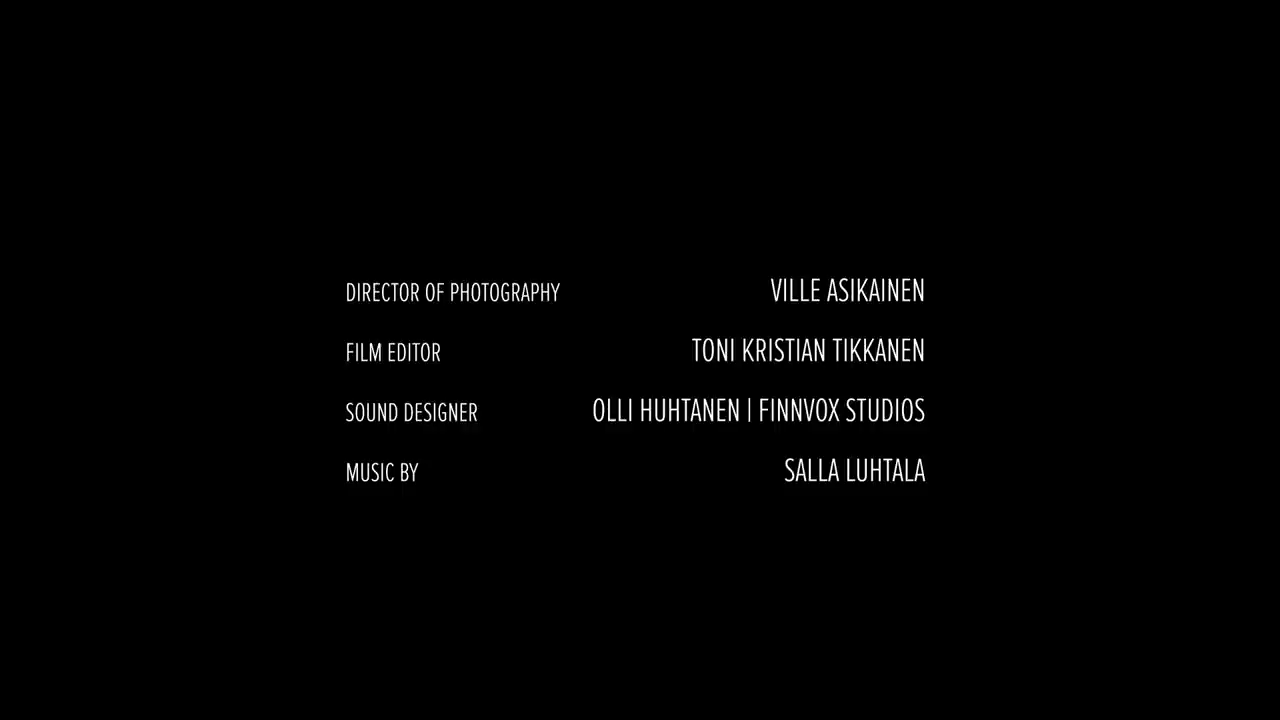 DIRECTOR OF PHOTOGRAPHY VILLE ASIKAINEN
FILM EDITOR TONI KRISTIAN TIKKANEN
SOUND DESIGNER OLLI HUHTANEN | FINNVOX STUDIOS
MUSIC BY SALLA LUHTALA